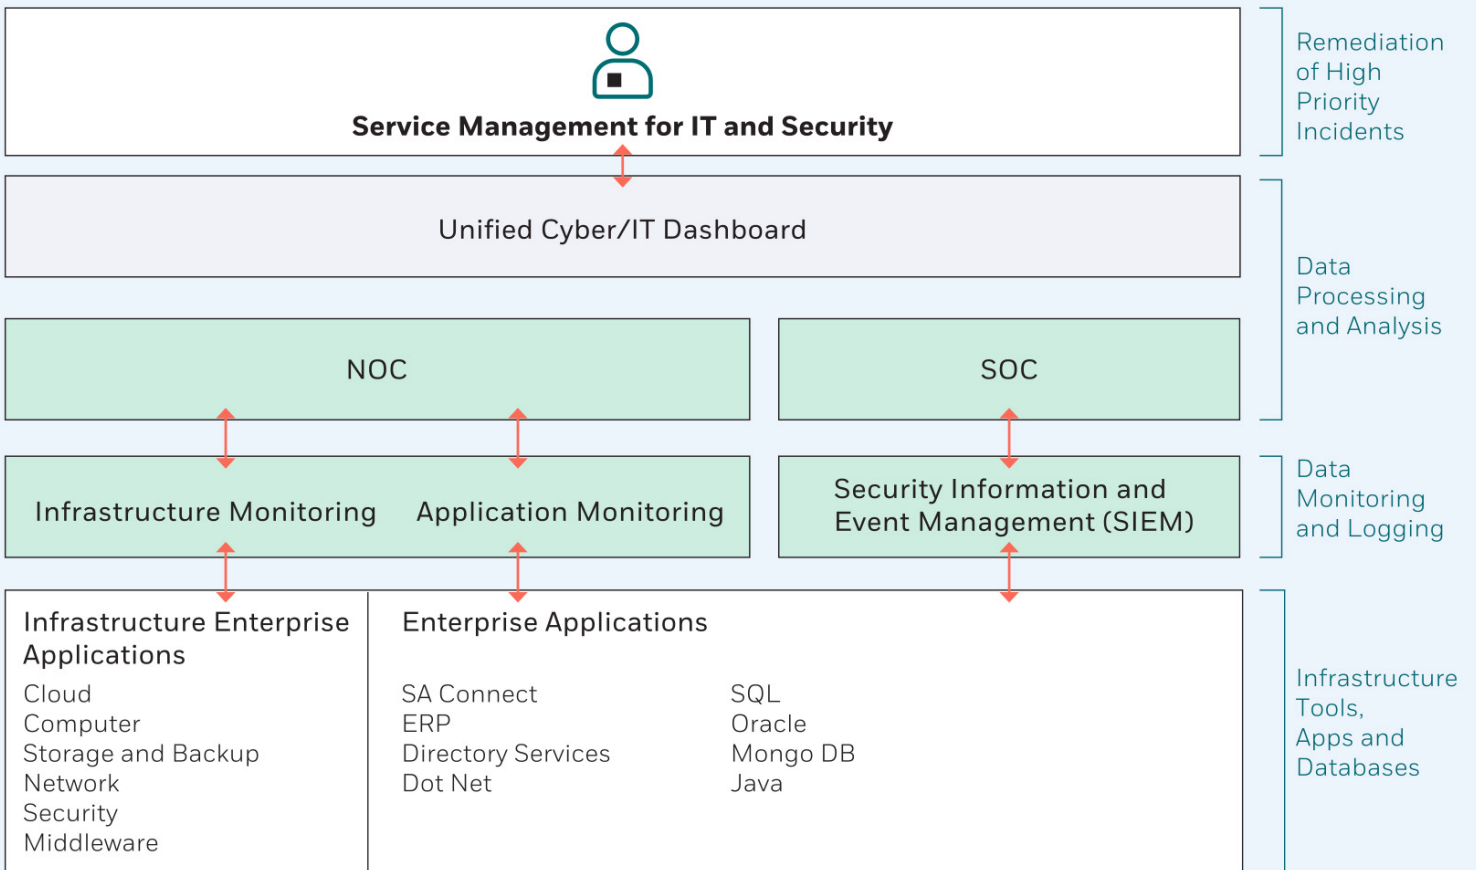 Service Management for IT and Security
Remediation
of High
Priority
Incidents
Unified Cyber/IT Dashboard
Data
Processing
and Analysis
NOC
SOC
Infrastructure Monitoring
Application Monitoring
Security Information and
Event Management (SIEM)
Data
Monitoring
and Logging
Infrastructure Enterprise
Applications
Cloud
Computer
Storage and Backup
Network
Security
Middleware
Enterprise Applications
SA Connect
ERP
Directory Services
Dot Net
SQL
Oracle
Mongo DB
Java
Infrastructure
Tools,
Apps and
Databases